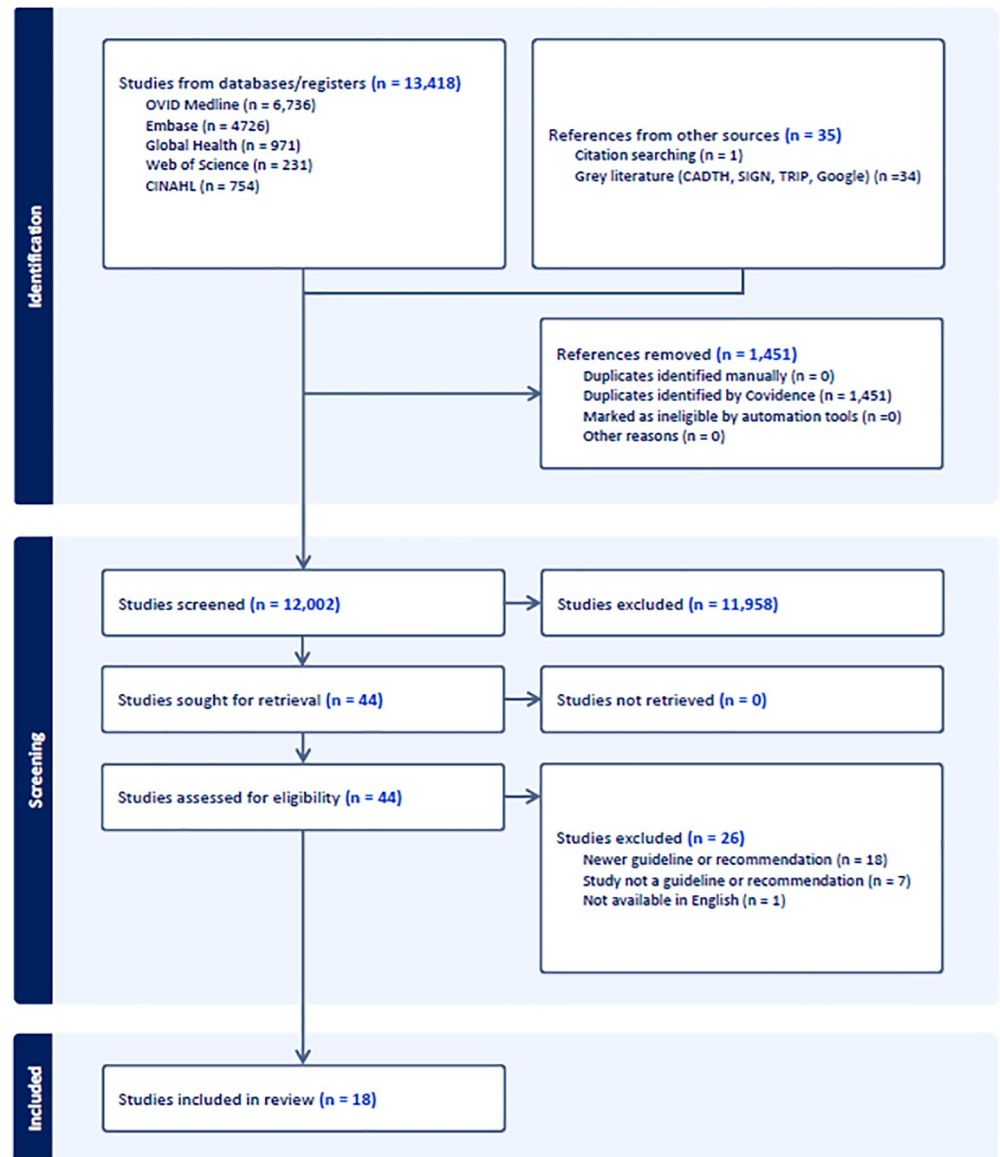 Identification
Studies from databases/registers (n = 13,418)
OVID Medline (n = 6,736)
Embase (n = 4726)
Global Health (n = 971)
Web of Science (n = 231)
CINAHL (n = 754)
References from other sources (n = 35)
Citation searching (n = 1)
Grey literature (CADTH, SIGN, TRIP, Google) (n =34)
References removed (n = 1,451)
Duplicates identified manually (n = 0)
Duplicates identified by Covidence (n = 1,451)
Marked as ineligible by automation tools (n =0)
Other reasons (n = 0)
Screening
Studies screened (n = 12,002)
Studies excluded (n = 11,958)
Studies sought for retrieval (n = 44)
Studies not retrieved (n = 0)
Studies assessed for eligibility (n = 44)
Studies excluded (n = 26)
Newer guideline or recommendation (n = 18)
Study not a guideline or recommendation (n = 7)
Not available in English (n = 1)
Included
Studies included in review (n = 18)